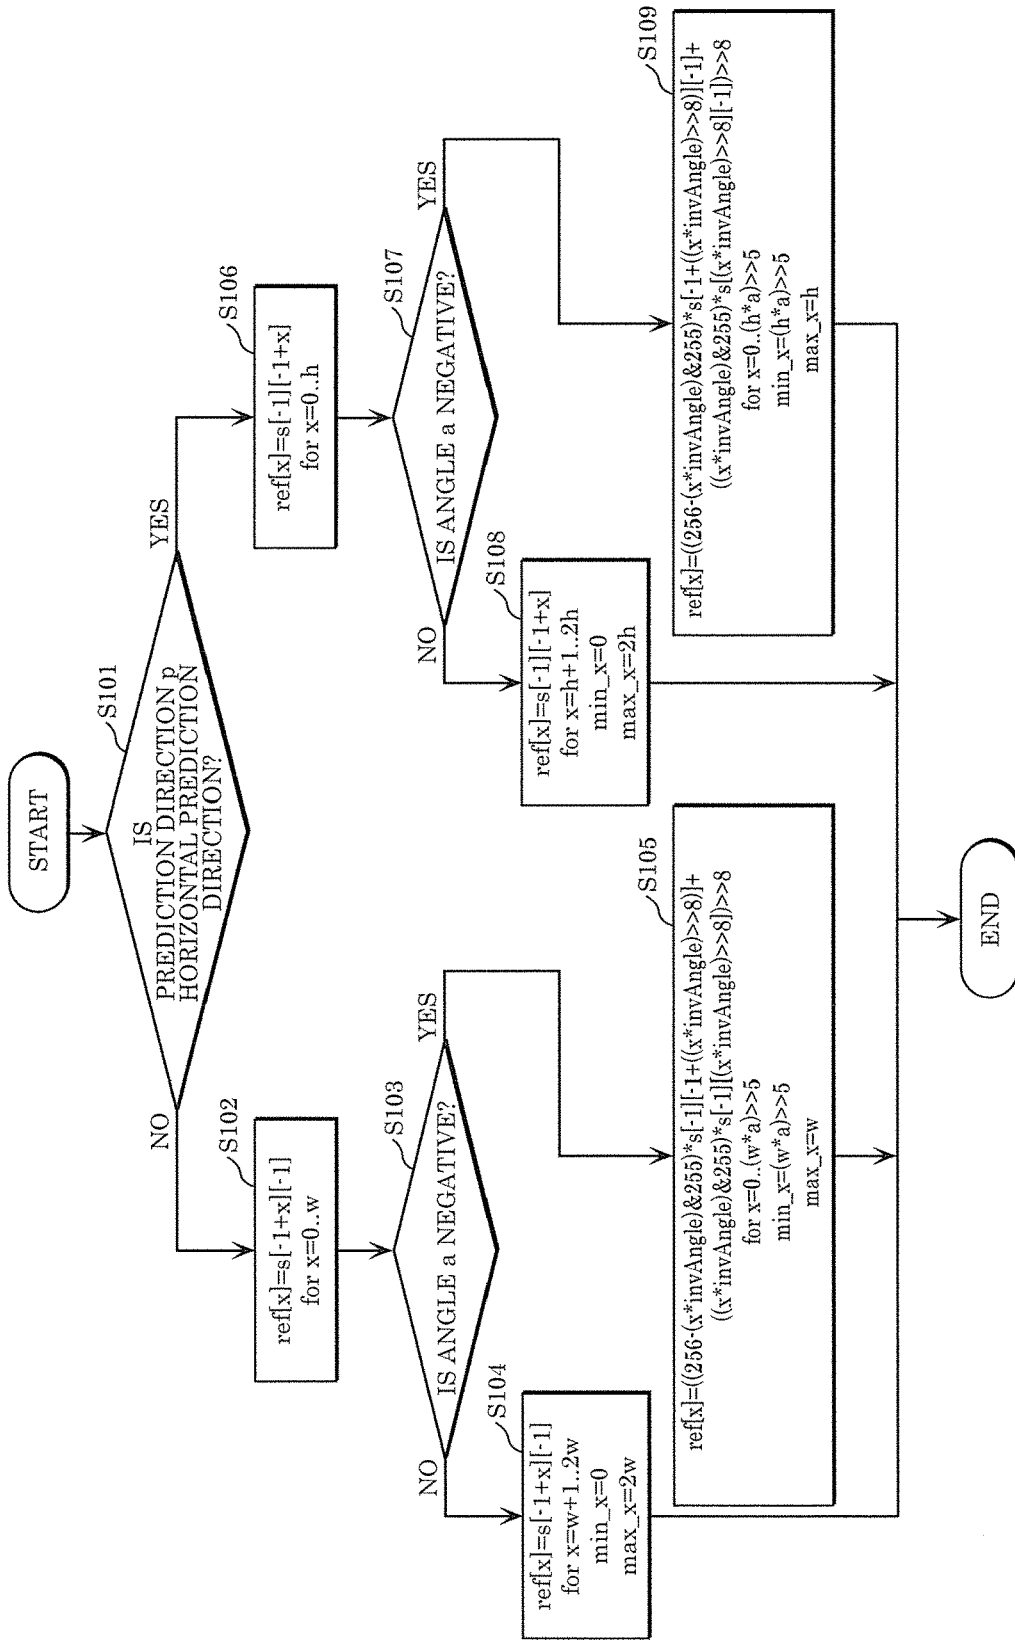 START
S101
IS
PREDICTION DIRECTION p
HORIZONTAL PREDICTION
DIRECTION?
NO
YES
S102
ref[x]=s[-1+x][-1]
for x=0..w
S103
IS ANGLE a NEGATIVE?
NO
YES
S104
ref[x]=s[-1+x][-1]
for x=w+1..2w
min_x=0
max_x=2w
S105
ref[x]=((256-(x*invAngle)&255)*s[-1][-1+((x*invAngle)>>8)]+
((x*invAngle)&255)*s[-1][(x*invAngle)>>8])>>8
for x=0..(w*a)>>5
min_x=(w*a)>>5
max_x=w
S106
ref[x]=s[-1][-1+x]
for x=0..h
S107
IS ANGLE a NEGATIVE?
NO
YES
S108
ref[x]=s[-1][-1+x]
for x=h+1..2h
min_x=0
max_x=2h
S109
ref[x]=((256-(x*invAngle)&255)*s[-1+((x*invAngle)>>8)][-1]+
((x*invAngle)&255)*s[(x*invAngle)>>8][-1])>>8
for x=0..(h*a)>>5
min_x=(h*a)>>5
max_x=h
END